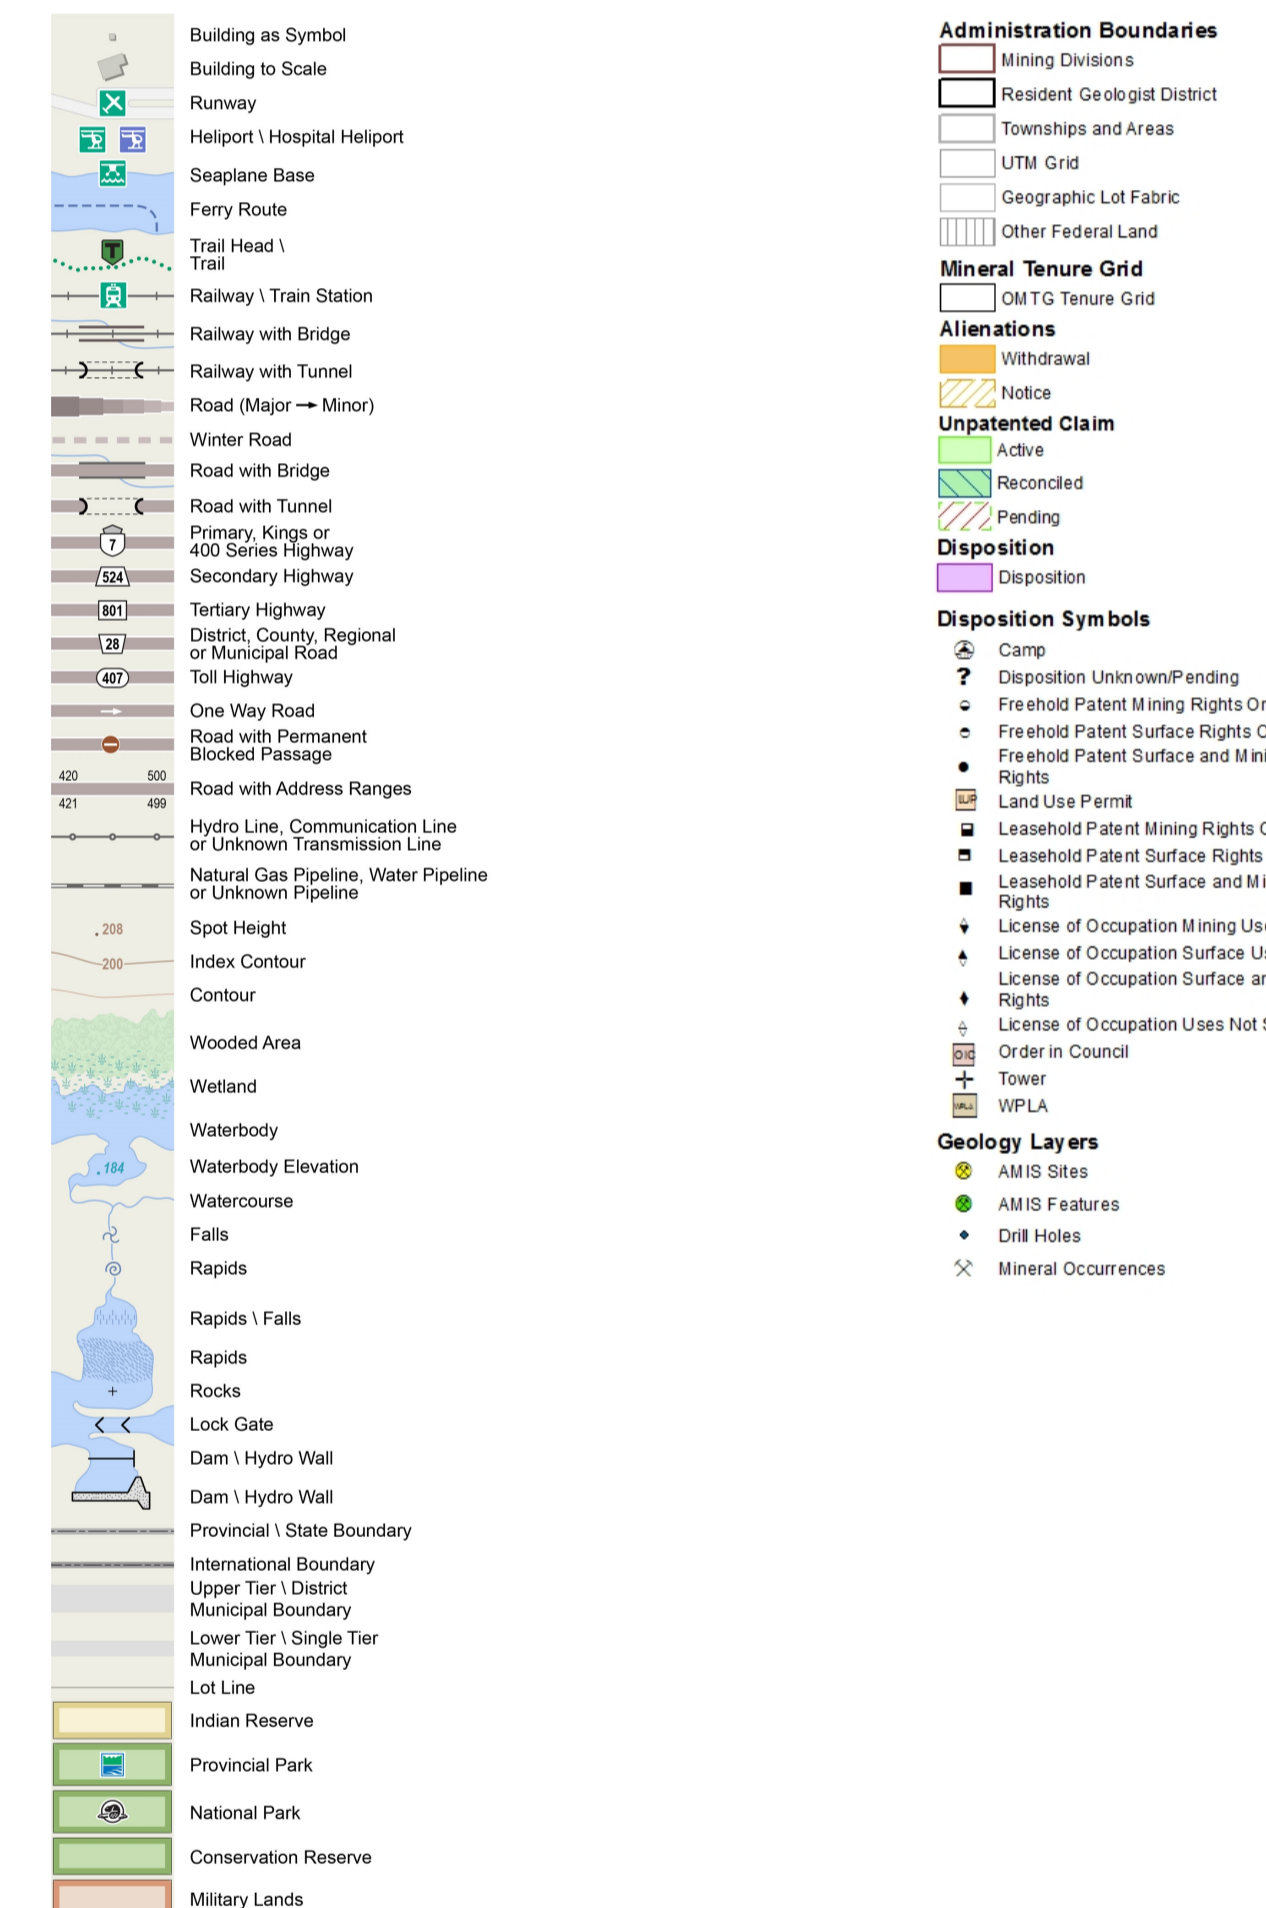 Building as Symbol
Building to Scale
Runway
Heliport \ Hospital Heliport
Seaplane Base
Ferry Route
T
Trail Head \
Trail
Railway \ Train Station
Railway with Bridge
Railway with Tunnel
Road (Major → Minor)
Winter Road
Road with Bridge
Road with Tunnel
7
Primary, Kings or
400 Series Highway
524 Secondary Highway
801 Tertiary Highway
28
District, County, Regional
or Municipal Road
407 Toll Highway
One Way Road
Road with Permanent
Blocked Passage
420 500
Road with Address Ranges
421 499
Hydro Line, Communication Line
or Unknown Transmission Line
Natural Gas Pipeline, Water Pipeline
or Unknown Pipeline
.208 Spot Height
200 Index Contour
Contour
Wooded Area
Wetland
Waterbody
.184 Waterbody Elevation
Watercourse
Falls
Rapids
Rapids \ Falls
Rapids
Rocks
Lock Gate
Dam \ Hydro Wall
Dam \ Hydro Wall
Provincial \ State Boundary
International Boundary
Upper Tier \ District
Municipal Boundary
Lower Tier \ Single Tier
Municipal Boundary
Lot Line
Indian Reserve
Provincial Park
National Park
Conservation Reserve
Military Lands
Administration Boundaries
Mining Divisions
Resident Geologist District
Townships and Areas
UTM Grid
Geographic Lot Fabric
Other Federal Land
Mineral Tenure Grid
OMTG Tenure Grid
Alienations
Withdrawal
Notice
Unpatented Claim
Active
Reconciled
Pending
Disposition
Disposition
Disposition Symbols
Camp
? Disposition Unknown/Pending
Freehold Patent Mining Rights Or
Freehold Patent Surface Rights O
Freehold Patent Surface and Mini
Rights
LUP Land Use Permit
Leasehold Patent Mining Rights O
Leasehold Patent Surface Rights
Leasehold Patent Surface and Mi
Rights
License of Occupation Mining Use
License of Occupation Surface Us
License of Occupation Surface an
Rights
License of Occupation Uses Not S
OIC Order in Council
Tower
WPLA WPLA
Geology Layers
AMIS Sites
AMIS Features
Drill Holes
Mineral Occurrences